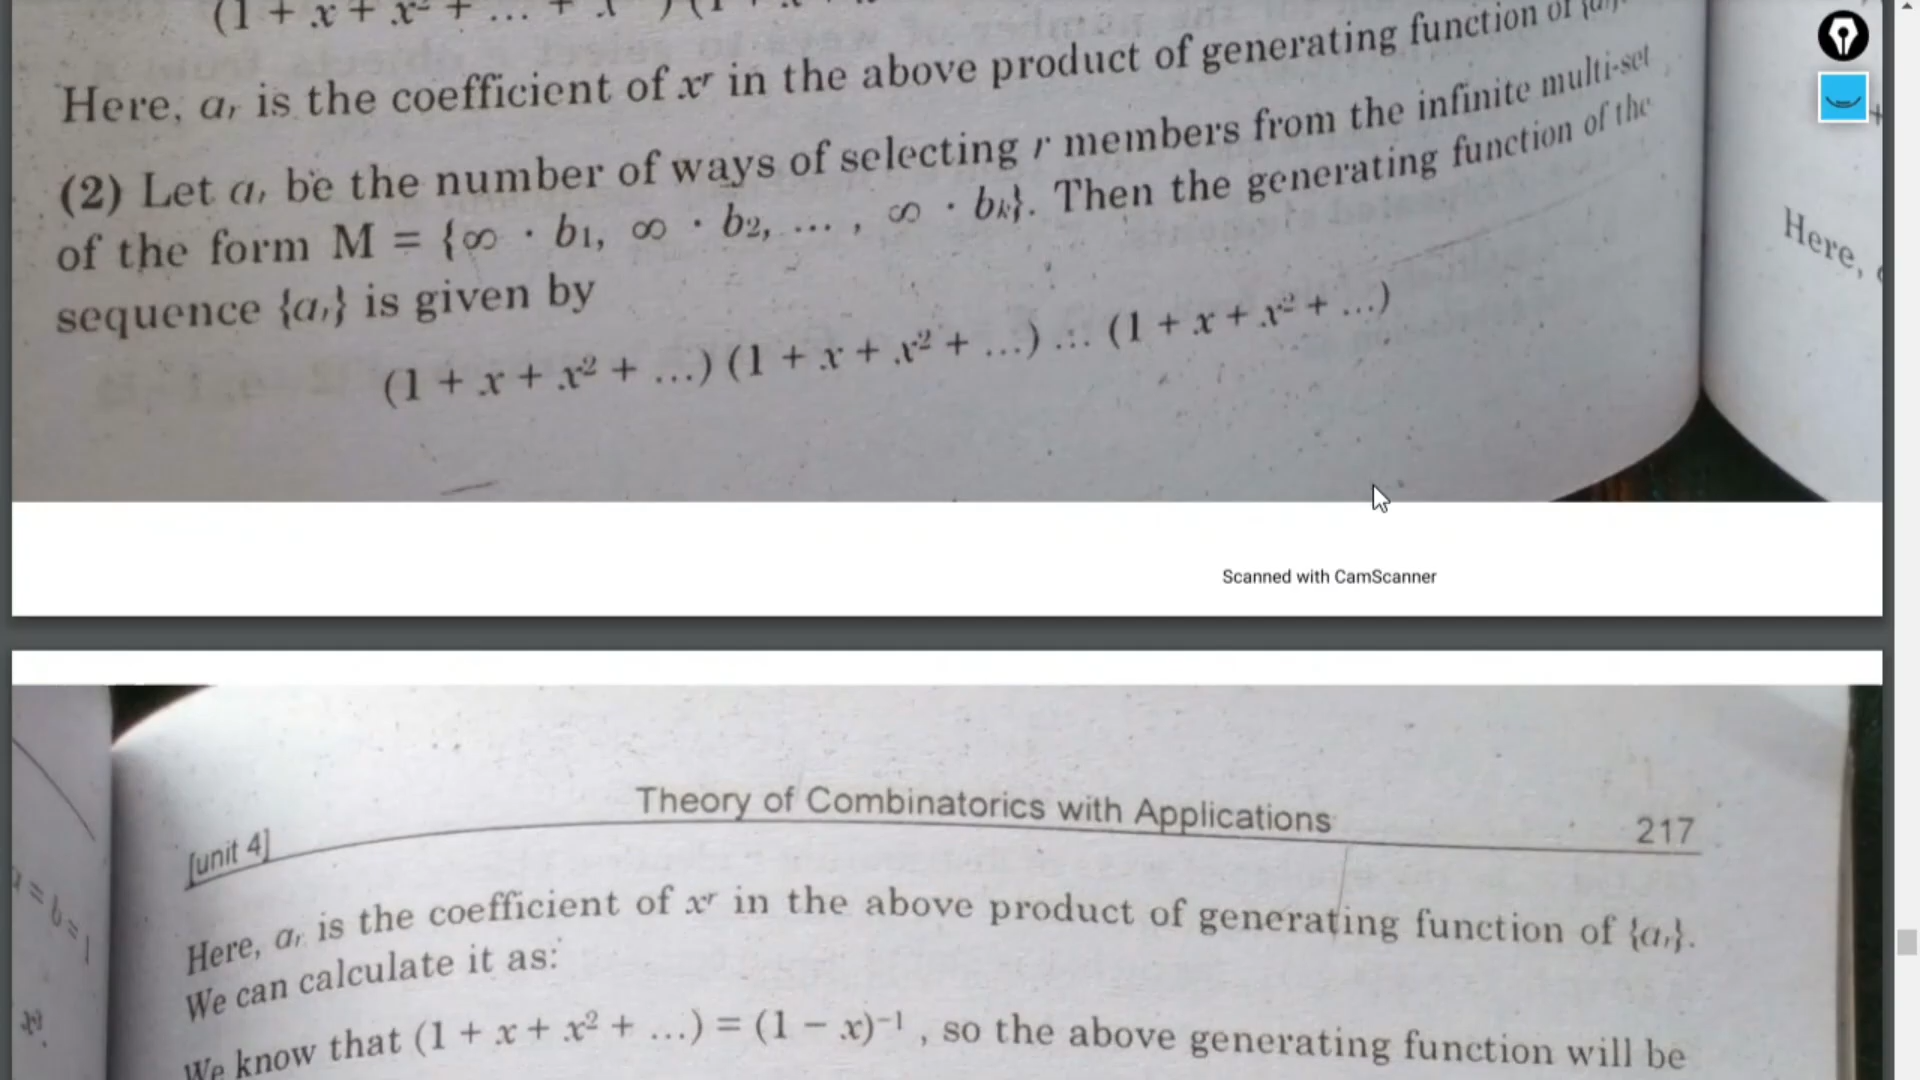 (1 + x + x² + ... +
Here, aᵣ is the coefficient of xʳ in the above product of generating function of
(2) Let aᵣ be the number of ways of selecting r members from the infinite multi-set
of the form M = {∞ · b₁, ∞ · b₂, ... , ∞ · bₖ}. Then the generating function of the
sequence {aᵣ} is given by
(1 + x + x² + ...) (1 + x + x² + ...) ... (1 + x + x² + ...)
Here,
Scanned with CamScanner
Theory of Combinatorics with Applications
217
[unit 4]
= b = 1
Here, aᵣ is the coefficient of xʳ in the above product of generating function of {aᵣ}.
We can calculate it as:
We know that (1 + x + x² + ...) = (1 − x)⁻¹ , so the above generating function will be